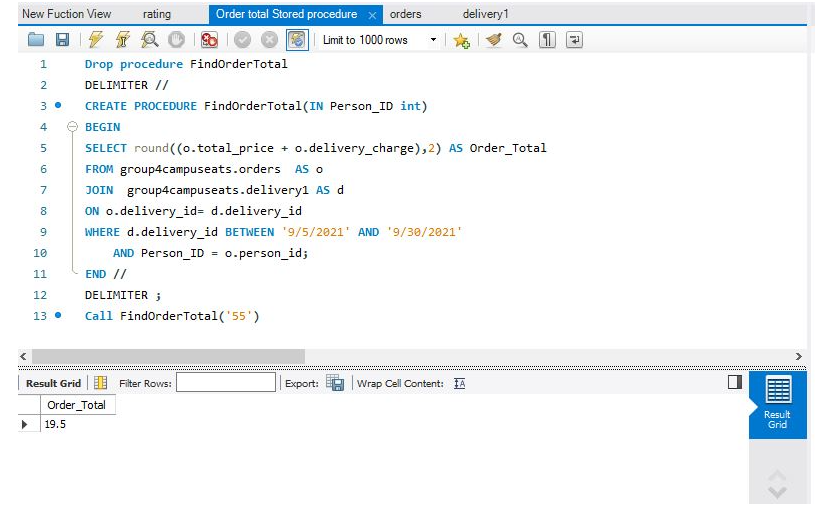 New Fuction View rating Order total Stored procedure × orders delivery1
Limit to 1000 rows
1 Drop procedure FindOrderTotal
2 DELIMITER //
3 CREATE PROCEDURE FindOrderTotal(IN Person_ID int)
4 BEGIN
5 SELECT round((o.total_price + o.delivery_charge),2) AS Order_Total
6 FROM group4campuseats.orders AS o
7 JOIN group4campuseats.delivery1 AS d
8 ON o.delivery_id= d.delivery_id
9 WHERE d.delivery_id BETWEEN '9/5/2021' AND '9/30/2021'
10 AND Person_ID = o.person_id;
11 END //
12 DELIMITER ;
13 Call FindOrderTotal('55')
Result Grid Filter Rows: Export: Wrap Cell Content:
Order_Total
19.5
Result
Grid